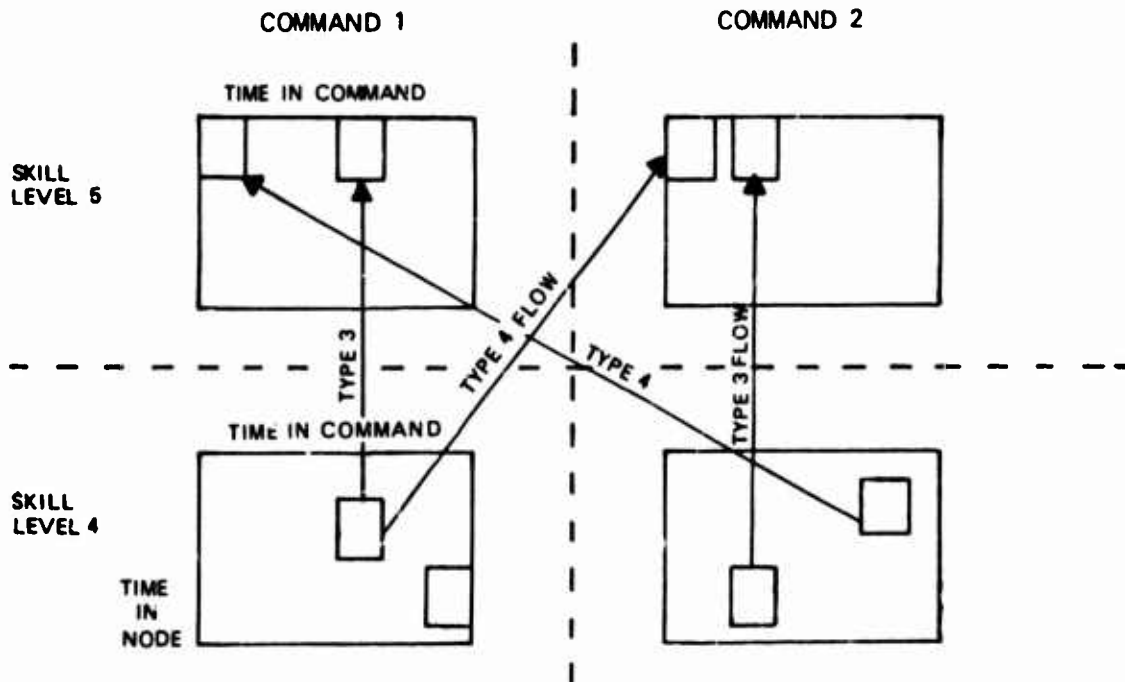 COMMAND 1
COMMAND 2
TIME IN COMMAND
SKILL
LEVEL 5
TYPE 3
TYPE 4 FLOW
TYPE 4
TYPE 3 FLOW
TIME IN COMMAND
SKILL
LEVEL 4
TIME
IN
NODE